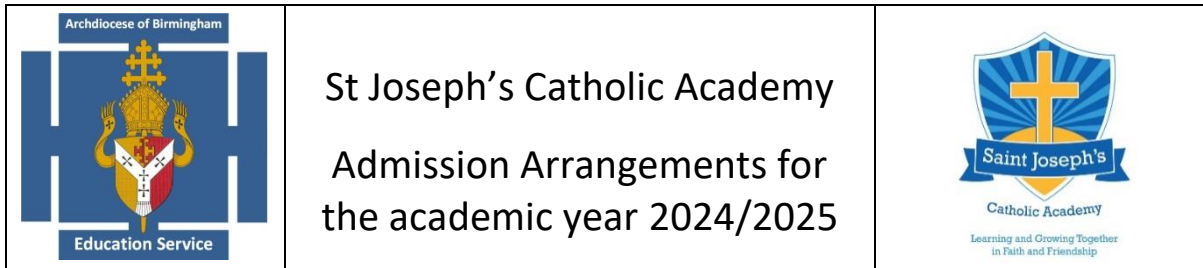 Archdiocese of Birmingham
Education Service
St Joseph’s Catholic Academy
Admission Arrangements for
the academic year 2024/2025
Saint Joseph's
Catholic Academy
Learning and Growing Together
in Faith and Friendship